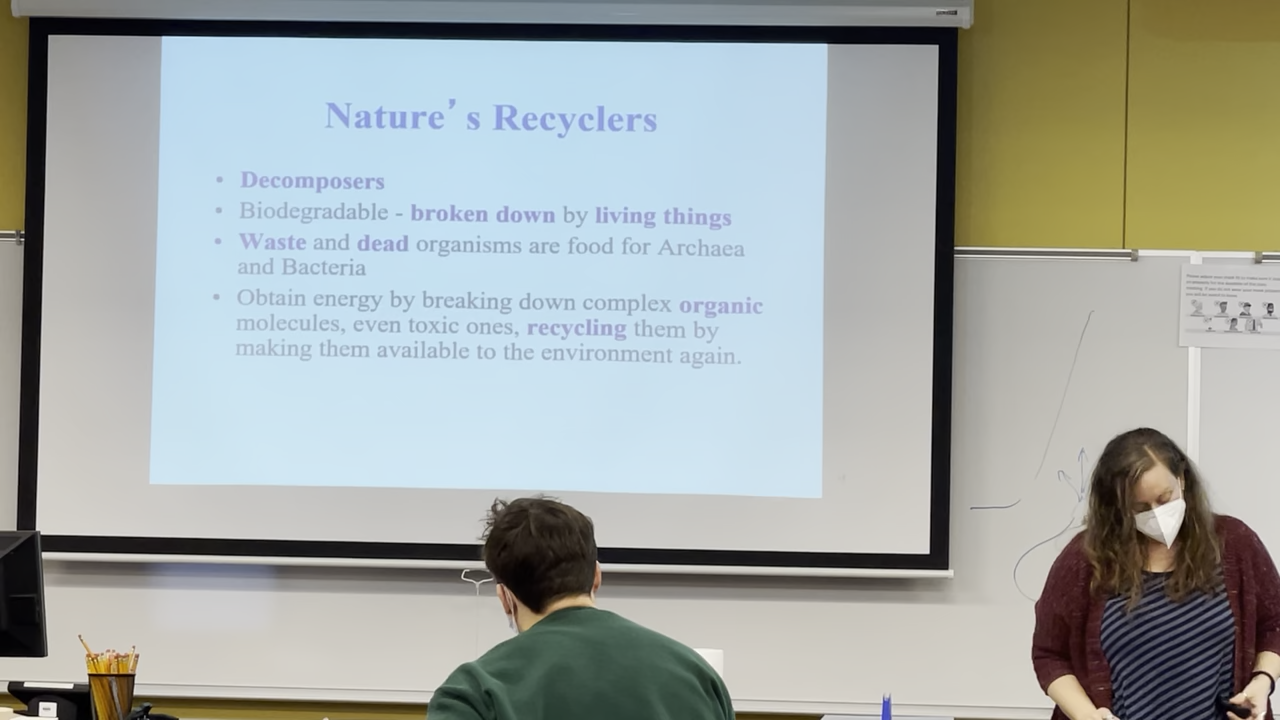 Nature's Recyclers
• Decomposers
• Biodegradable - broken down by living things
• Waste and dead organisms are food for Archaea
and Bacteria
• Obtain energy by breaking down complex organic
molecules, even toxic ones, recycling them by
making them available to the environment again.